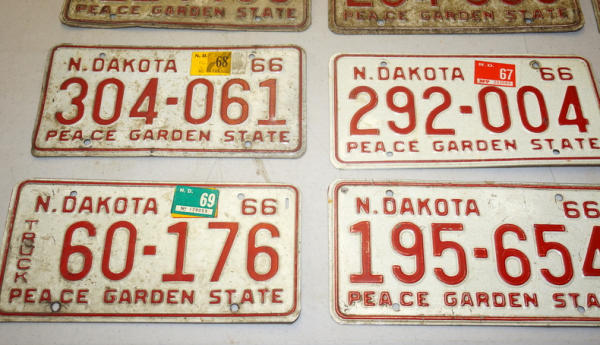 PEACE GARDEN STATE
PEACE GARDEN STATE
N. DAKOTA N.D. 68 66
304-061
PEACE GARDEN STATE
N. DAKOTA N.D. 67 66
292-004
PEACE GARDEN STATE
N. DAKOTA N.D. 69 66
TRUCK 60-176
PEACE GARDEN STATE
N. DAKOTA 66
195-654
PEACE GARDEN STA